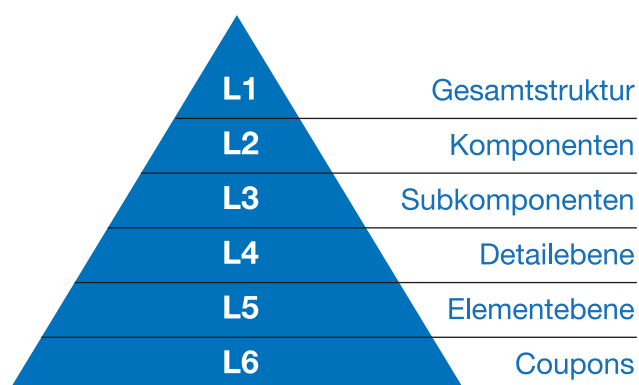 L1 Gesamtstruktur
L2 Komponenten
L3 Subkomponenten
L4 Detailebene
L5 Elementebene
L6 Coupons